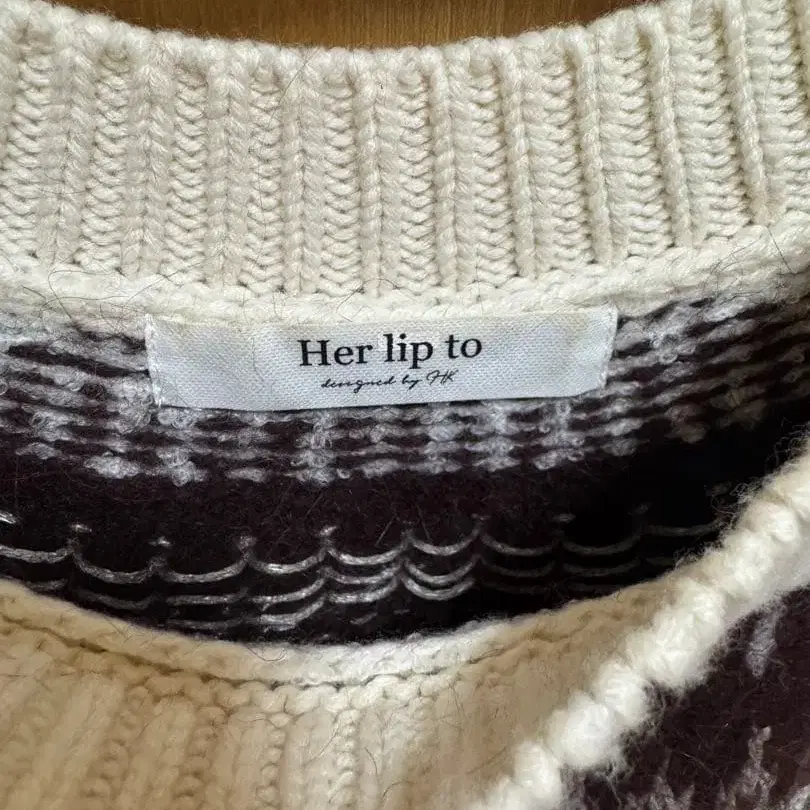 Her lip to
designed by HK